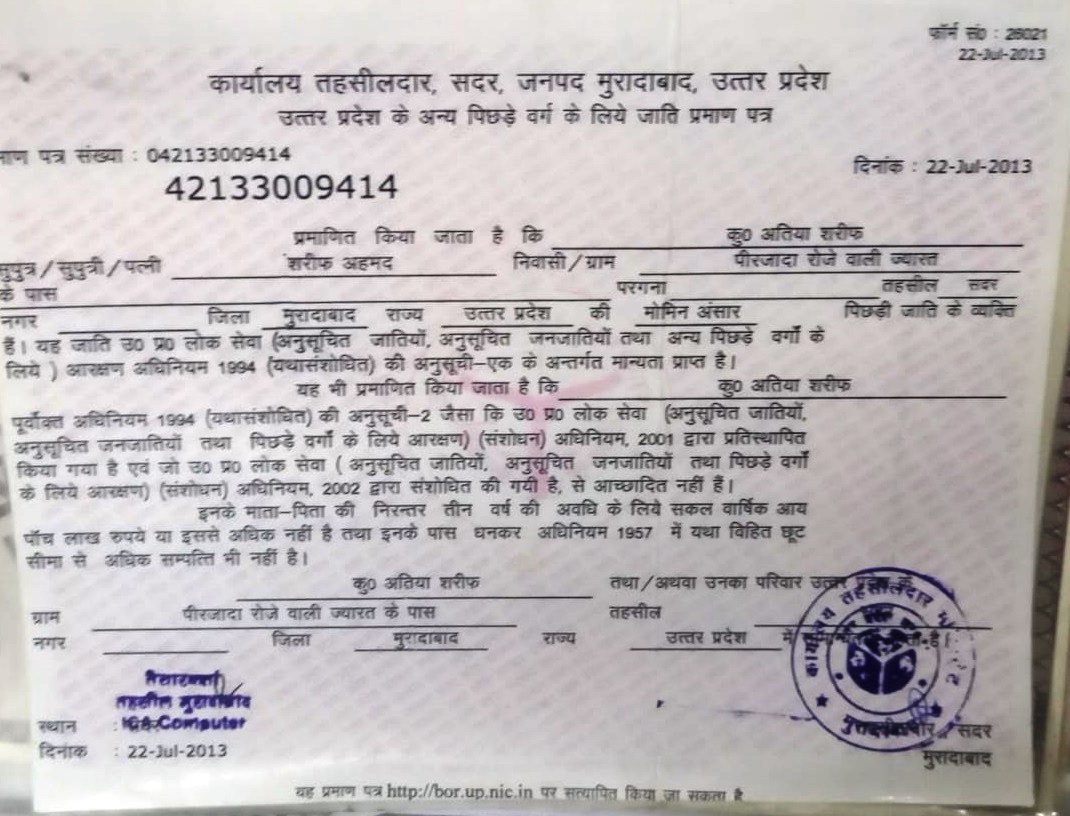 फॉर्म सं0 : 26021
22-Jul-2013
कार्यालय तहसीलदार, सदर, जनपद मुरादाबाद, उत्तर प्रदेश
उत्तर प्रदेश के अन्य पिछड़े वर्ग के लिये जाति प्रमाण पत्र
माण पत्र संख्या : 042133009414
दिनांक : 22-Jul-2013
42133009414
प्रमाणित किया जाता है कि कु0 अतिया शरीफ
सुपुत्र/सुपुत्री/पत्नी शरीफ अहमद निवासी/ग्राम पीरजादा रोजे वाली ज्यारत
के पास परगना तहसील सदर
नगर जिला मुरादाबाद राज्य उत्तर प्रदेश की मोमिन अंसार पिछड़ी जाति के व्यक्ति
हैं। यह जाति उ0 प्र0 लोक सेवा (अनुसूचित जातियों, अनुसूचित जनजातियों तथा अन्य पिछड़े वर्गों के
लिये ) आरक्षण अधिनियम 1994 (यथासंशोधित) की अनुसूची-एक के अन्तर्गत मान्यता प्राप्त है।
यह भी प्रमाणित किया जाता है कि कु0 अतिया शरीफ
पूर्वोक्त अधिनियम 1994 (यथासंशोधित) की अनुसूची-2 जैसा कि उ0 प्र0 लोक सेवा (अनुसूचित जातियों,
अनुसूचित जनजातियों तथा पिछड़े वर्गों के लिये आरक्षण) (संशोधन) अधिनियम, 2001 द्वारा प्रतिस्थापित
किया गया है एवं जो उ0 प्र0 लोक सेवा ( अनुसूचित जातियों, अनुसूचित जनजातियों तथा पिछड़े वर्गों
के लिये आरक्षण) (संशोधन) अधिनियम, 2002 द्वारा संशोधित की गयी है, से आच्छादित नहीं हैं।
इनके माता-पिता की निरन्तर तीन वर्ष की अवधि के लिये सकल वार्षिक आय
पाँच लाख रुपये या इससे अधिक नहीं है तथा इनके पास धनकर अधिनियम 1957 में यथा विहित छूट
सीमा से अधिक सम्पत्ति भी नहीं है।
कु0 अतिया शरीफ तथा/अथवा उनका परिवार उत्तर प्रदेश के
ग्राम पीरजादा रोजे वाली ज्यारत के पास तहसील
नगर जिला मुरादाबाद राज्य उत्तर प्रदेश में है।
कार्यालय तहसीलदार
तहसील मुरादाबाद
स्थान : Computer
सदर
दिनांक : 22-Jul-2013
मुरादाबाद
यह प्रमाण पत्र http://bor.up.nic.in पर सत्यापित किया जा सकता है